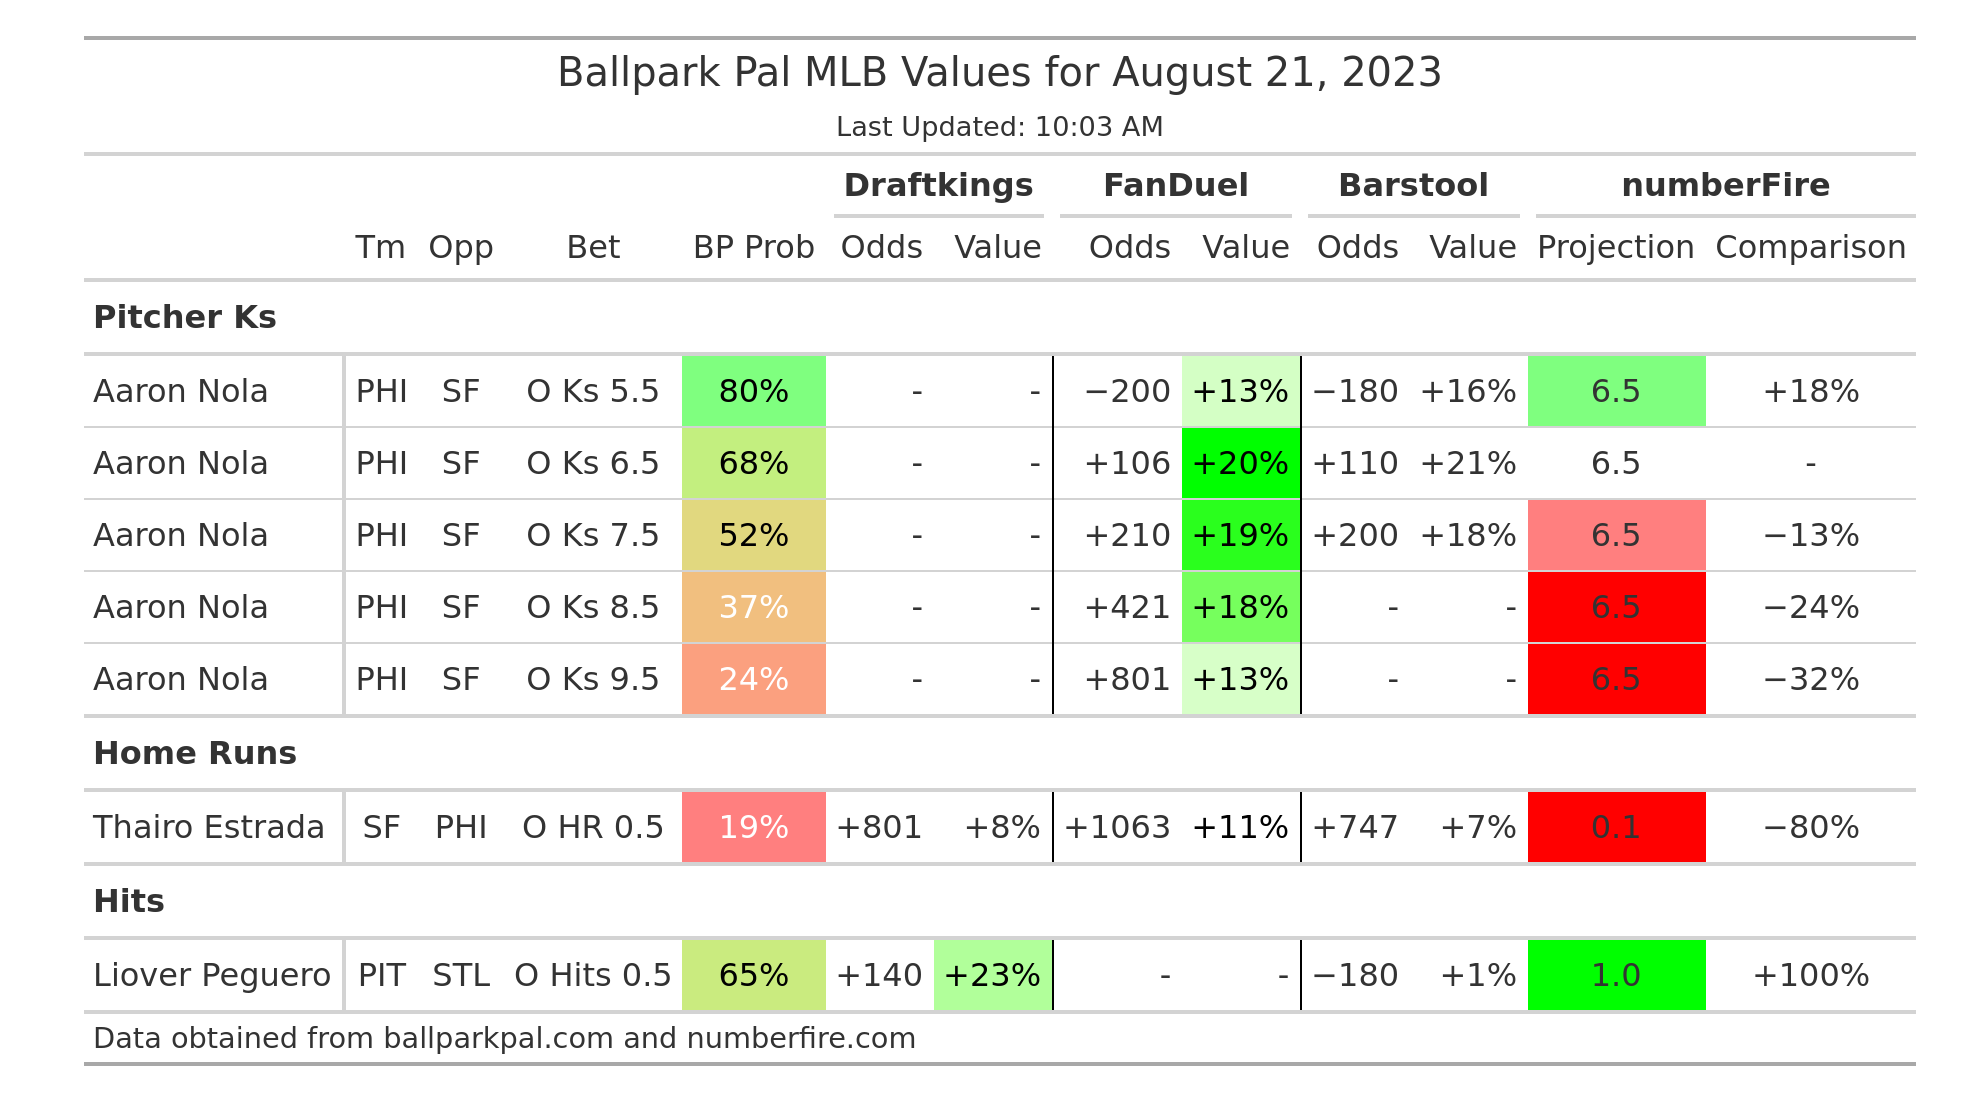 Ballpark Pal MLB Values for August 21, 2023
Last Updated: 10:03 AM
Draftkings FanDuel Barstool numberFire
Tm Opp Bet BP Prob Odds Value Odds Value Odds Value Projection Comparison
Pitcher Ks
Aaron Nola PHI SF O Ks 5.5 80% - - −200 +13% −180 +16% 6.5 +18%
Aaron Nola PHI SF O Ks 6.5 68% - - +106 +20% +110 +21% 6.5 -
Aaron Nola PHI SF O Ks 7.5 52% - - +210 +19% +200 +18% 6.5 −13%
Aaron Nola PHI SF O Ks 8.5 37% - - +421 +18% - - 6.5 −24%
Aaron Nola PHI SF O Ks 9.5 24% - - +801 +13% - - 6.5 −32%
Home Runs
Thairo Estrada SF PHI O HR 0.5 19% +801 +8% +1063 +11% +747 +7% 0.1 −80%
Hits
Liover Peguero PIT STL O Hits 0.5 65% +140 +23% - - −180 +1% 1.0 +100%
Data obtained from ballparkpal.com and numberfire.com